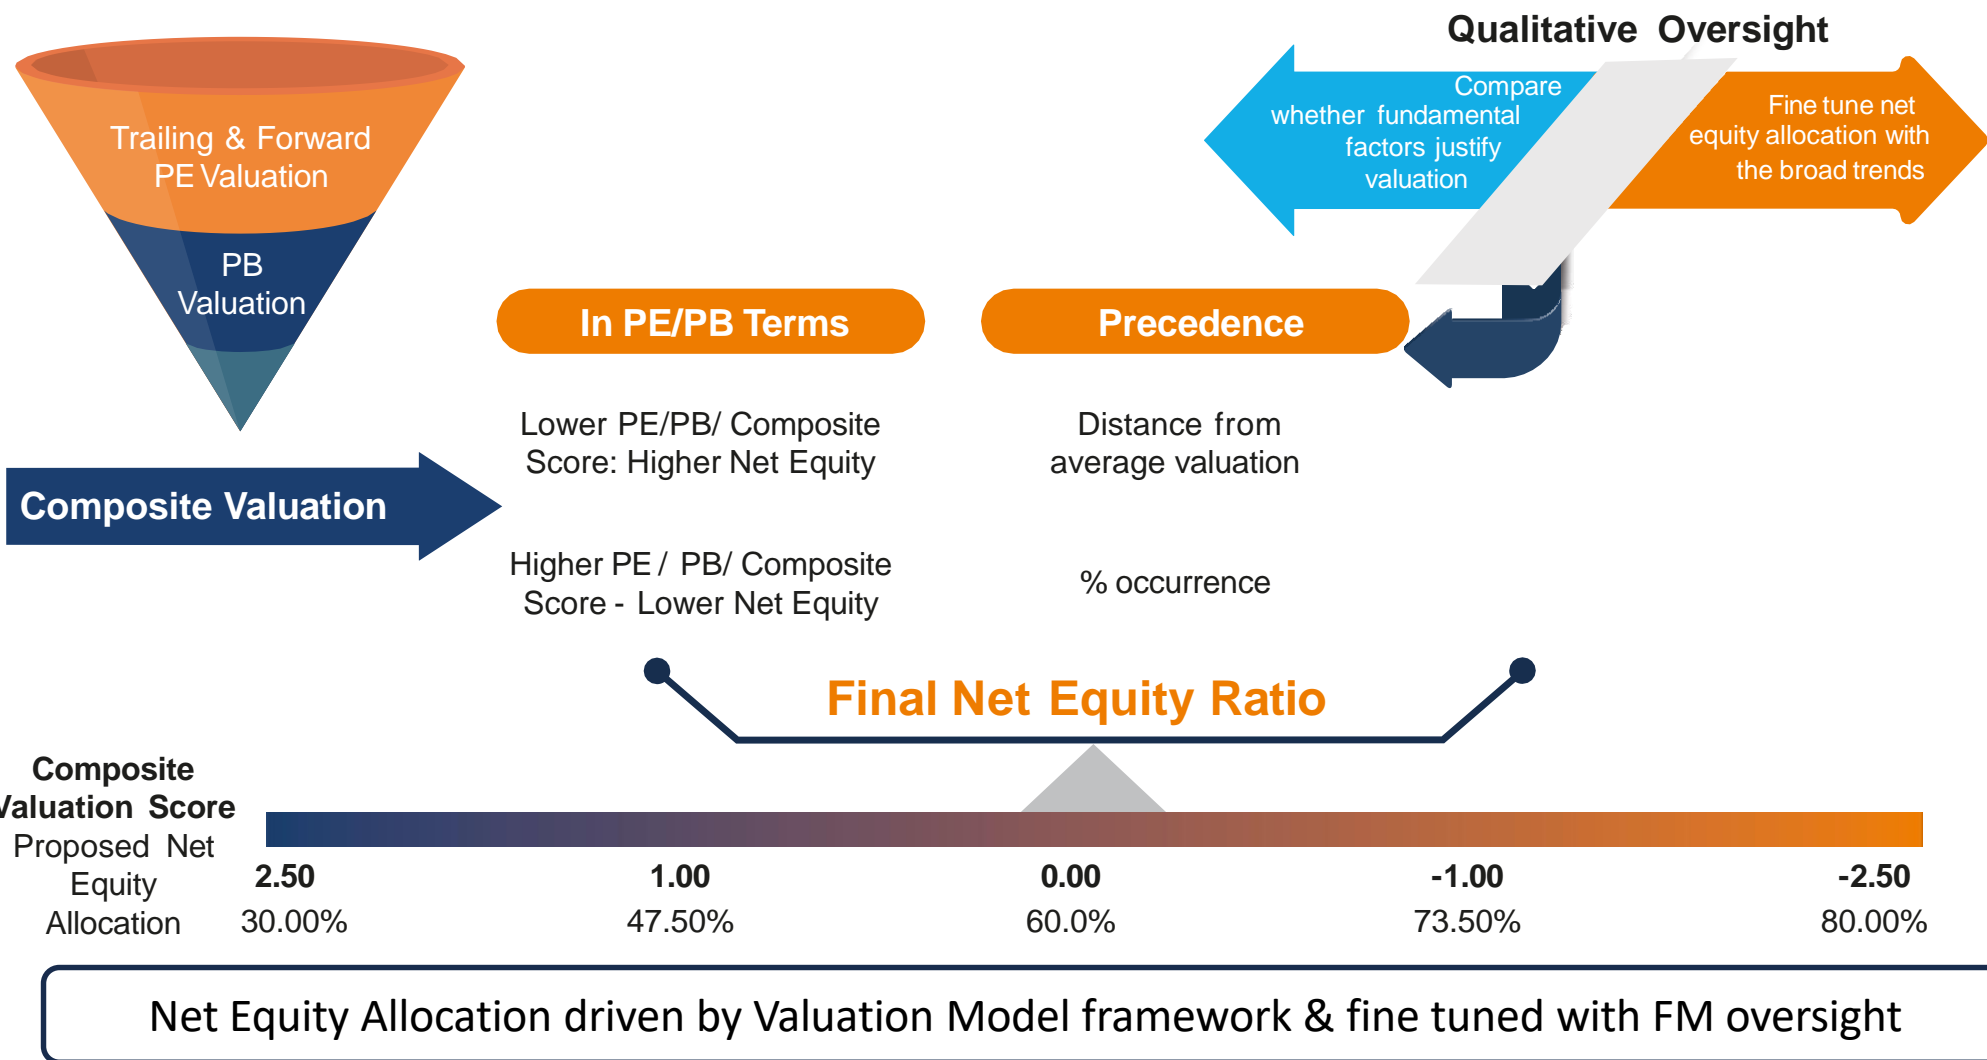 Qualitative Oversight
Trailing & Forward
PE Valuation
PB
Valuation
Compare
whether fundamental
factors justify
valuation
Fine tune net
equity allocation with
the broad trends
In PE/PB Terms
Precedence
Lower PE/PB/ Composite
Score: Higher Net Equity
Distance from
average valuation
Composite Valuation
Higher PE / PB/ Composite
Score - Lower Net Equity
% occurrence
Final Net Equity Ratio
Composite
Valuation Score
Proposed Net
Equity
Allocation
2.50 1.00 0.00 -1.00 -2.50
30.00% 47.50% 60.0% 73.50% 80.00%
Net Equity Allocation driven by Valuation Model framework & fine tuned with FM oversight